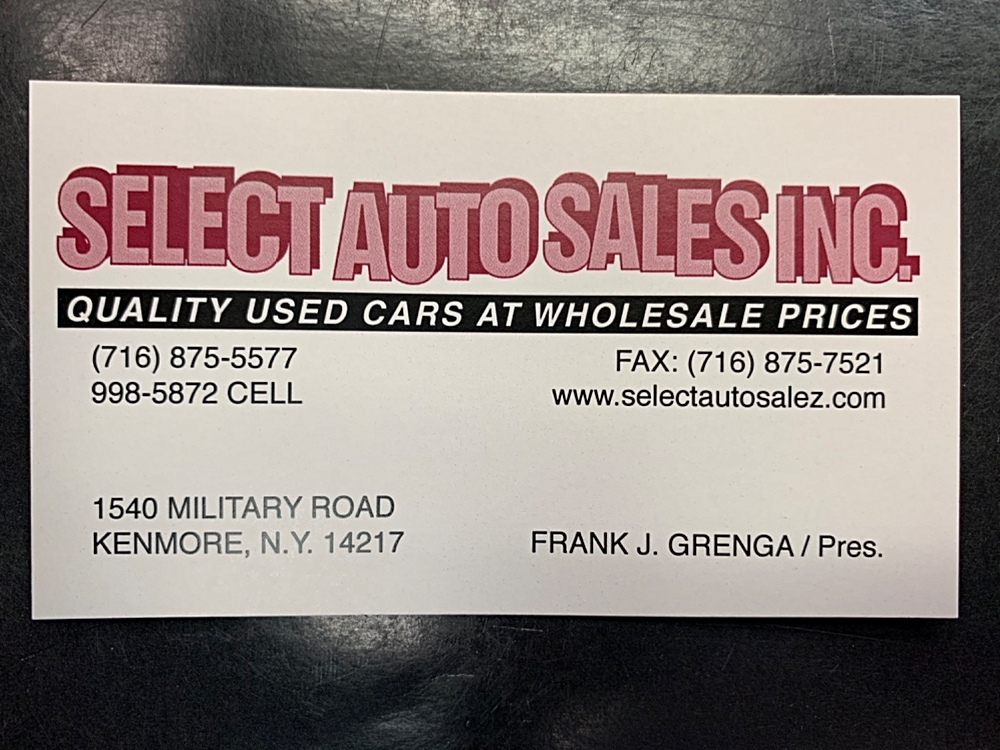 SELECT AUTO SALES INC.
QUALITY USED CARS AT WHOLESALE PRICES
(716) 875-5577
998-5872 CELL
FAX: (716) 875-7521
www.selectautosalez.com
1540 MILITARY ROAD
KENMORE, N.Y. 14217
FRANK J. GRENGA / Pres.